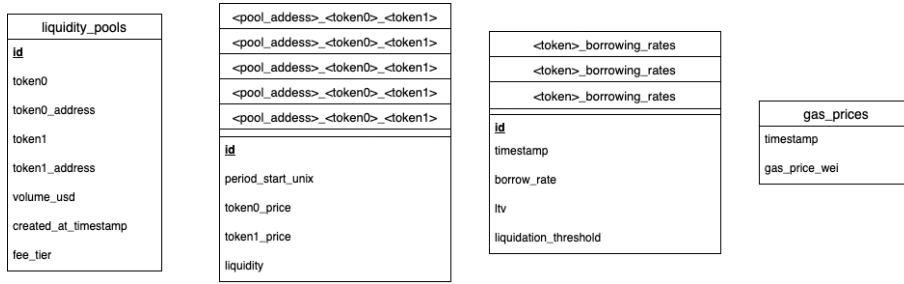 liquidity_pools
id
token0
token0_address
token1
token1_address
volume_usd
created_at_timestamp
fee_tier
<pool_addess>_<token0>_<token1>
<pool_addess>_<token0>_<token1>
<pool_addess>_<token0>_<token1>
<pool_addess>_<token0>_<token1>
<pool_addess>_<token0>_<token1>
id
period_start_unix
token0_price
token1_price
liquidity
<token>_borrowing_rates
<token>_borrowing_rates
<token>_borrowing_rates
id
timestamp
borrow_rate
ltv
liquidation_threshold
gas_prices
timestamp
gas_price_wei